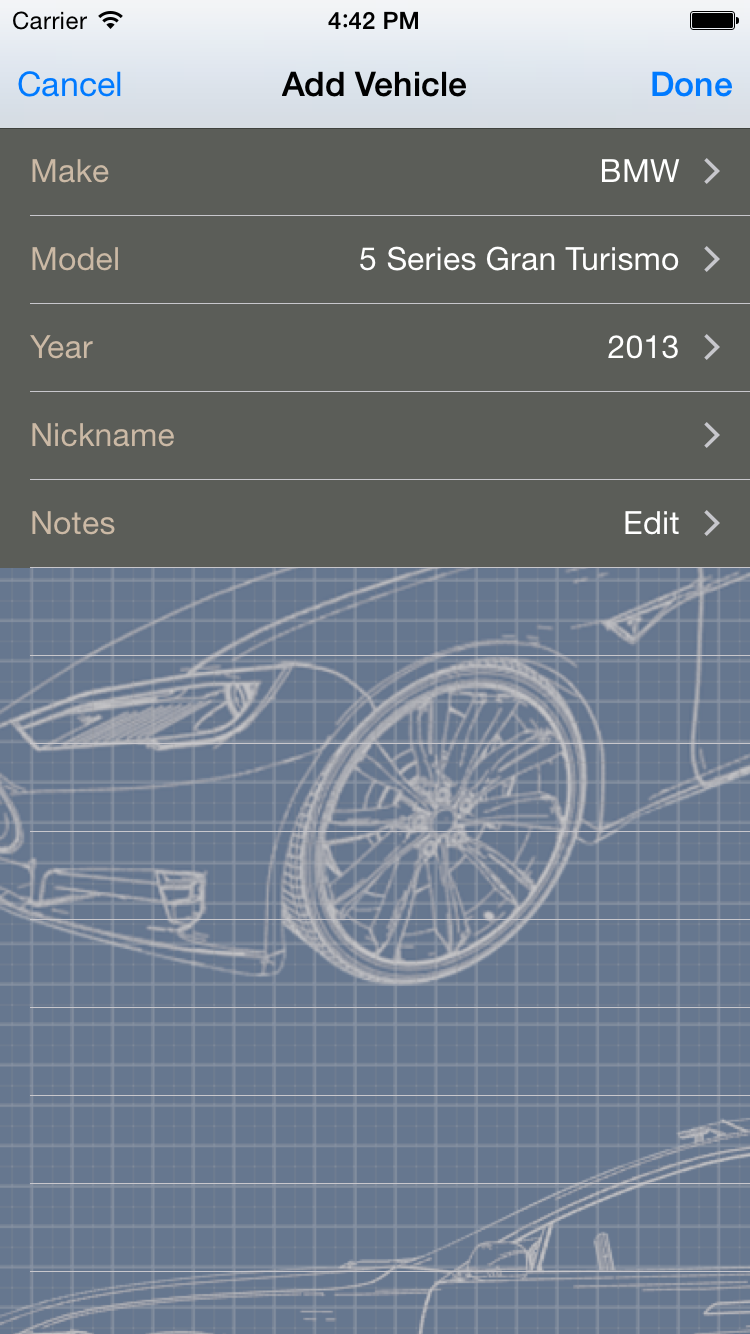 Carrier 4:42 PM
Cancel Add Vehicle Done
Make BMW
Model 5 Series Gran Turismo
Year 2013
Nickname
Notes Edit